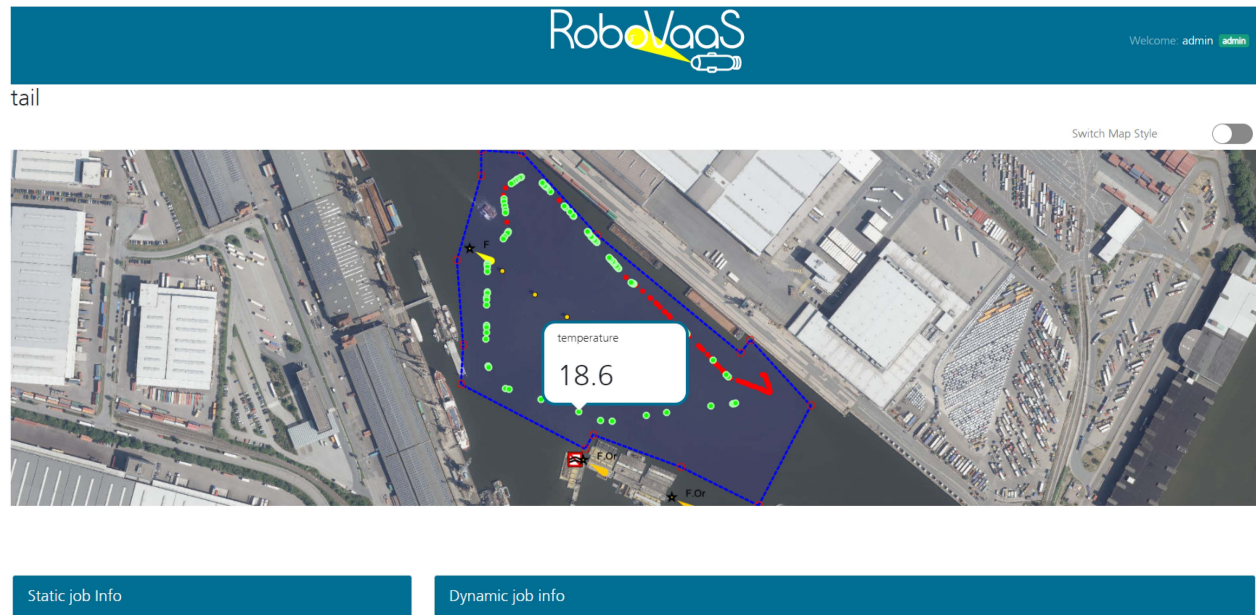 RoboVaaS
Welcome: admin admin
tail
Switch Map Style
F
temperature
18.6
F.Or
F.Or
Static job Info
Dynamic job info